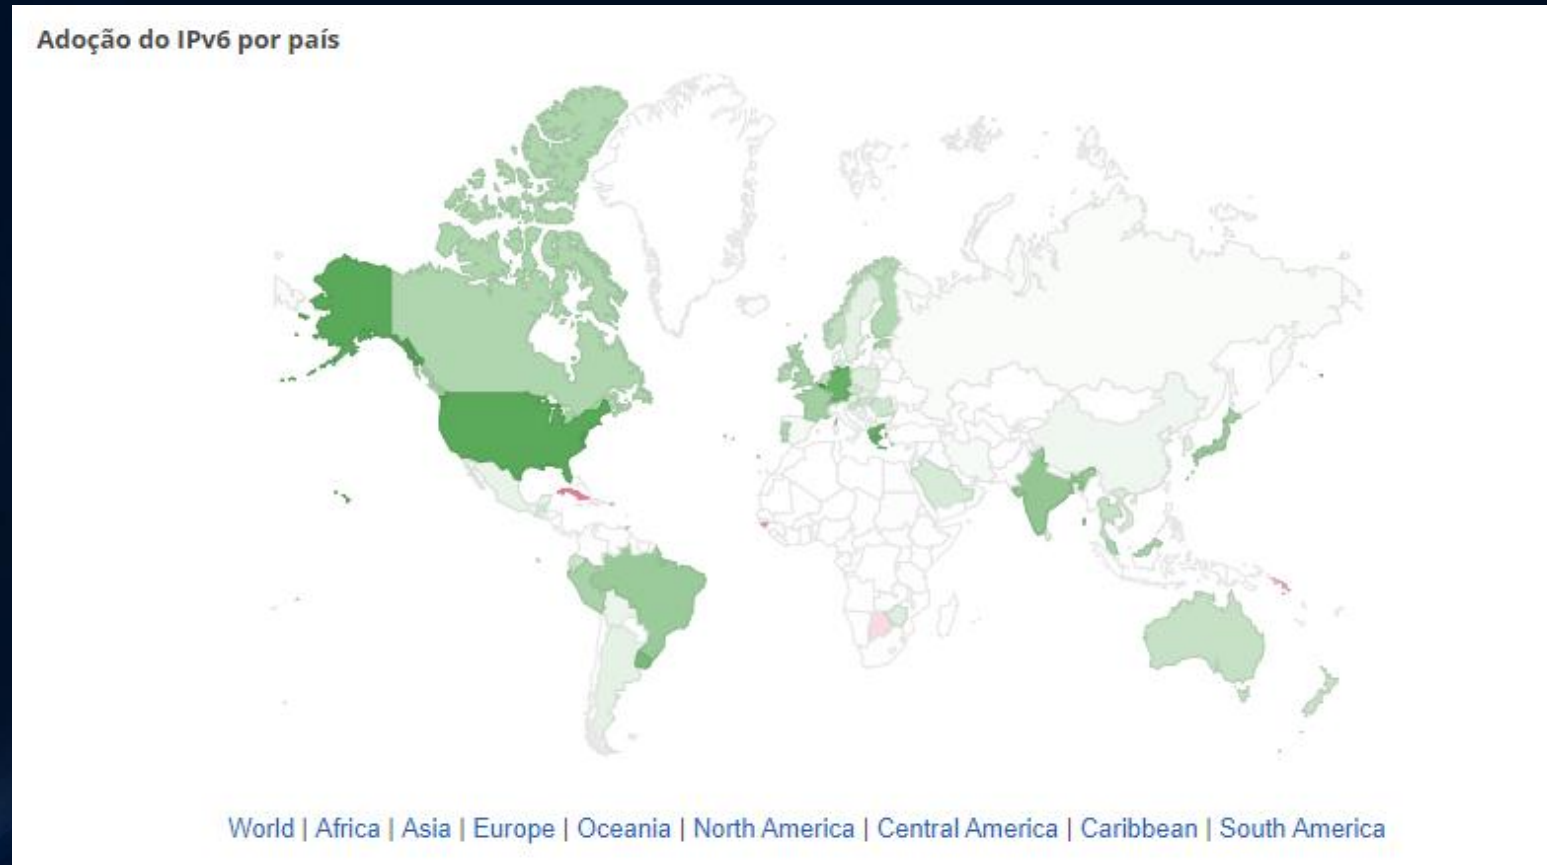 Adoção do IPv6 por país
World | Africa | Asia | Europe | Oceania | North America | Central America | Caribbean | South America